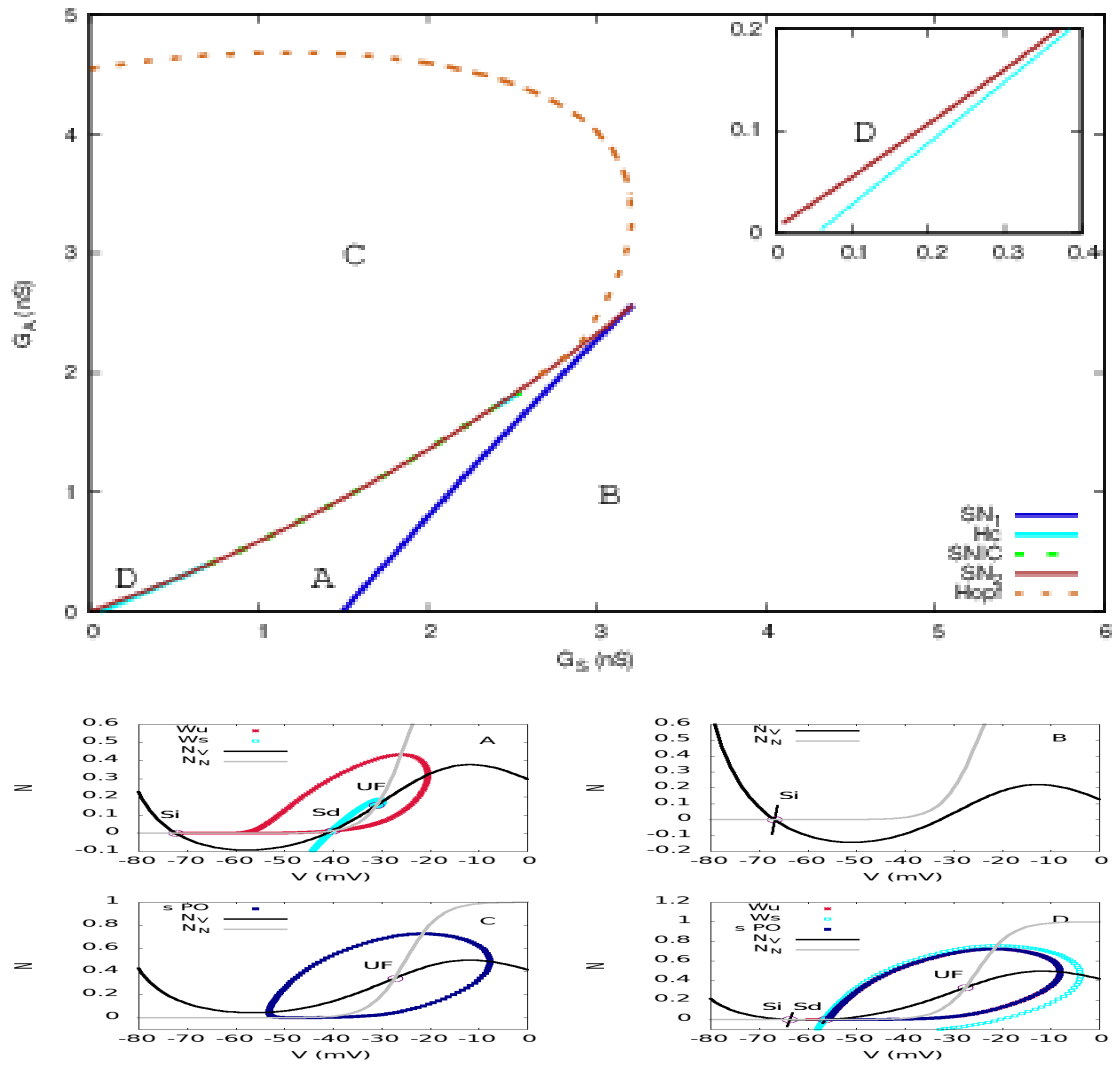 5
4
3
2
1
0
G_A (nS)
C
B
D
A
0 1 2 3 4 5 6
G_S (nS)
0.2
0.1
0
D
0 0.1 0.2 0.3 0.4
SN_1
Hc
SNIC
SN_2
Hopf
0.6
0.5
0.4
0.3
0.2
0.1
0
-0.1
N
Wu
Ws
N_V
N_N
A
UF
Sd
Si
-80 -70 -60 -50 -40 -30 -20 -10 0
V (mV)
0.6
0.5
0.4
0.3
0.2
0.1
0
-0.1
-0.2
N
N_V
N_N
B
Si
-80 -70 -60 -50 -40 -30 -20 -10 0
V (mV)
1
0.8
0.6
0.4
0.2
0
N
s PO
N_V
N_N
C
UF
-80 -70 -60 -50 -40 -30 -20 -10 0
V (mV)
1.2
1
0.8
0.6
0.4
0.2
0
N
Wu
Ws
s PO
N_V
N_N
D
UF
Si Sd
-80 -70 -60 -50 -40 -30 -20 -10 0
V (mV)